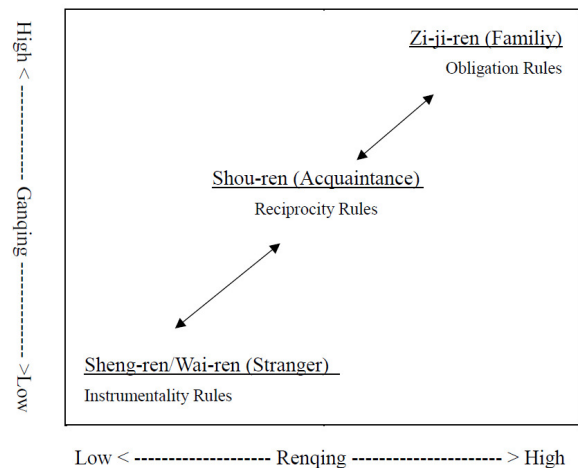 Zi-ji-ren (Familiy)
Obligation Rules
Shou-ren (Acquaintance)
Reciprocity Rules
Sheng-ren/Wai-ren (Stranger)
Instrumentality Rules
>Low ------------ Ganqing ------------ High <
Low < ---------------- Renqing -------------------- > High